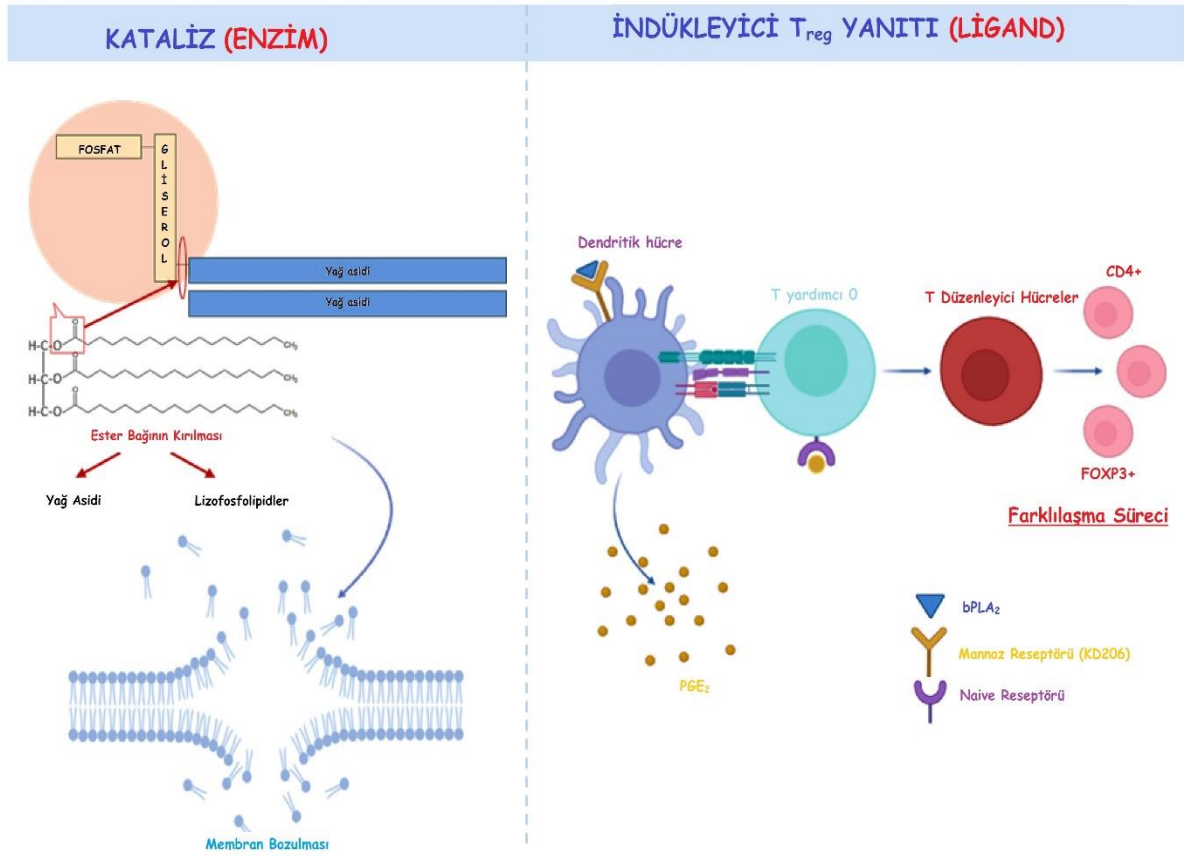 KATALİZ (ENZİM)
FOSFAT
GLİSEROL
Yağ asidi
Yağ asidi
H-C-O
O
CH₃
H-C-O
O
CH₃
H-C-O
O
CH₃
Ester Bağının Kırılması
Yağ Asidi
Lizofosfolipidler
Membran Bozulması
İNDÜKLEYİCİ Treg YANITI (LİGAND)
Dendritik hücre
T yardımcı 0
T Düzenleyici Hücreler
CD4+
FOXP3+
Farklılaşma Süreci
PGE₂
bPLA₂
Mannoz Reseptörü (KD206)
Naive Reseptörü